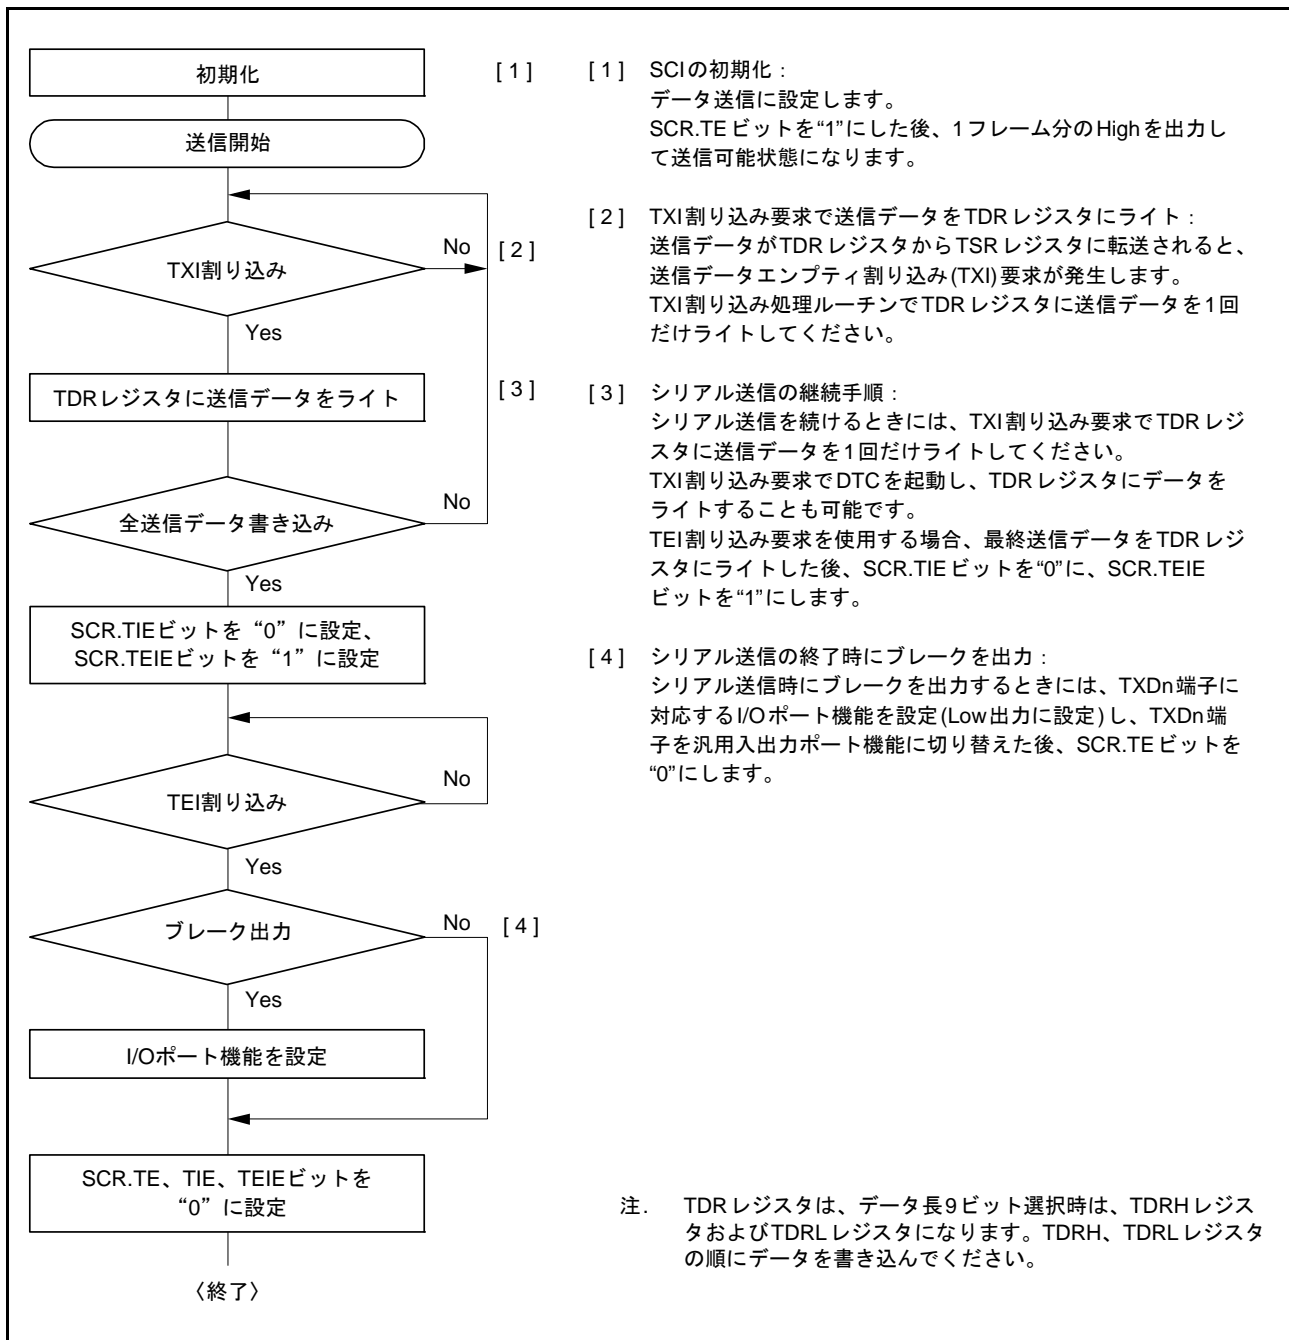 初期化
[ 1 ]
送信開始
TXI割り込み
No
[ 2 ]
Yes
TDRレジスタに送信データをライト
[ 3 ]
全送信データ書き込み
No
Yes
SCR.TIEビットを“0”に設定、
SCR.TEIEビットを“1”に設定
TEI割り込み
No
Yes
ブレーク出力
No
[ 4 ]
Yes
I/Oポート機能を設定
SCR.TE、TIE、TEIEビットを
“0”に設定
〈終了〉
[ 1 ] SCIの初期化：
データ送信に設定します。
SCR.TEビットを“1”にした後、1フレーム分のHighを出力し
て送信可能状態になります。
[ 2 ] TXI割り込み要求で送信データをTDRレジスタにライト：
送信データがTDRレジスタからTSRレジスタに転送されると、
送信データエンプティ割り込み(TXI)要求が発生します。
TXI割り込み処理ルーチンでTDRレジスタに送信データを1回
だけライトしてください。
[ 3 ] シリアル送信の継続手順：
シリアル送信を続けるときには、TXI割り込み要求でTDRレジ
スタに送信データを1回だけライトしてください。
TXI割り込み要求でDTCを起動し、TDRレジスタにデータを
ライトすることも可能です。
TEI割り込み要求を使用する場合、最終送信データをTDRレジ
スタにライトした後、SCR.TIEビットを“0”に、SCR.TEIE
ビットを“1”にします。
[ 4 ] シリアル送信の終了時にブレークを出力：
シリアル送信時にブレークを出力するときには、TXDn端子に
対応するI/Oポート機能を設定(Low出力に設定)し、TXDn端
子を汎用入出力ポート機能に切り替えた後、SCR.TEビットを
“0”にします。
注. TDRレジスタは、データ長9ビット選択時は、TDRHレジス
タおよびTDRLレジスタになります。TDRH、TDRLレジスタ
の順にデータを書き込んでください。